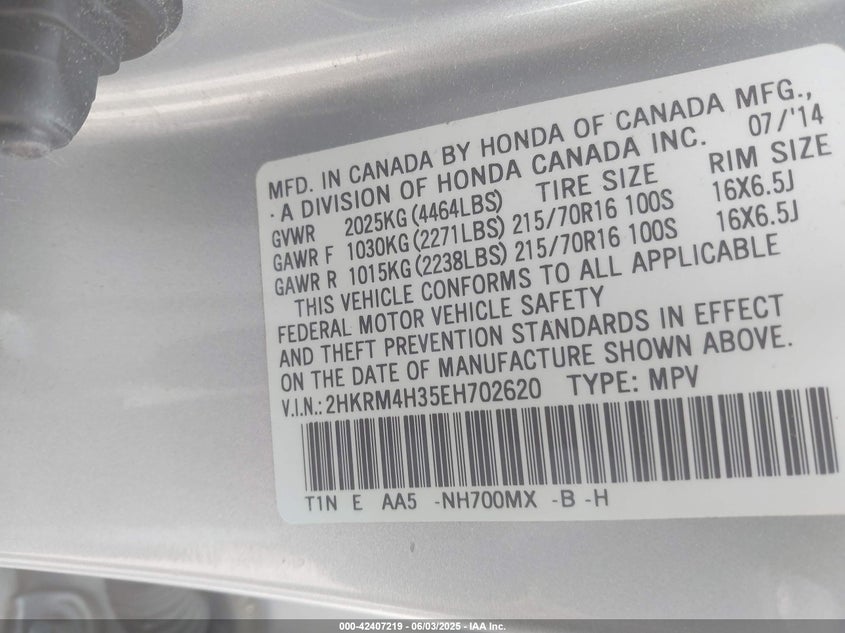 MFD. IN CANADA BY HONDA OF CANADA MFG.,
· A DIVISION OF HONDA CANADA INC. 07/'14
GVWR 2025KG (4464LBS) TIRE SIZE RIM SIZE
GAWR F 1030KG (2271LBS) 215/70R16 100S 16X6.5J
GAWR R 1015KG (2238LBS) 215/70R16 100S 16X6.5J
THIS VEHICLE CONFORMS TO ALL APPLICABLE
FEDERAL MOTOR VEHICLE SAFETY
AND THEFT PREVENTION STANDARDS IN EFFECT
ON THE DATE OF MANUFACTURE SHOWN ABOVE.
V.I.N.: 2HKRM4H35EH702620 TYPE: MPV
T1N E AA5 -NH700MX -B -H
000-42407219 - 06/03/2025 - IAA Inc.